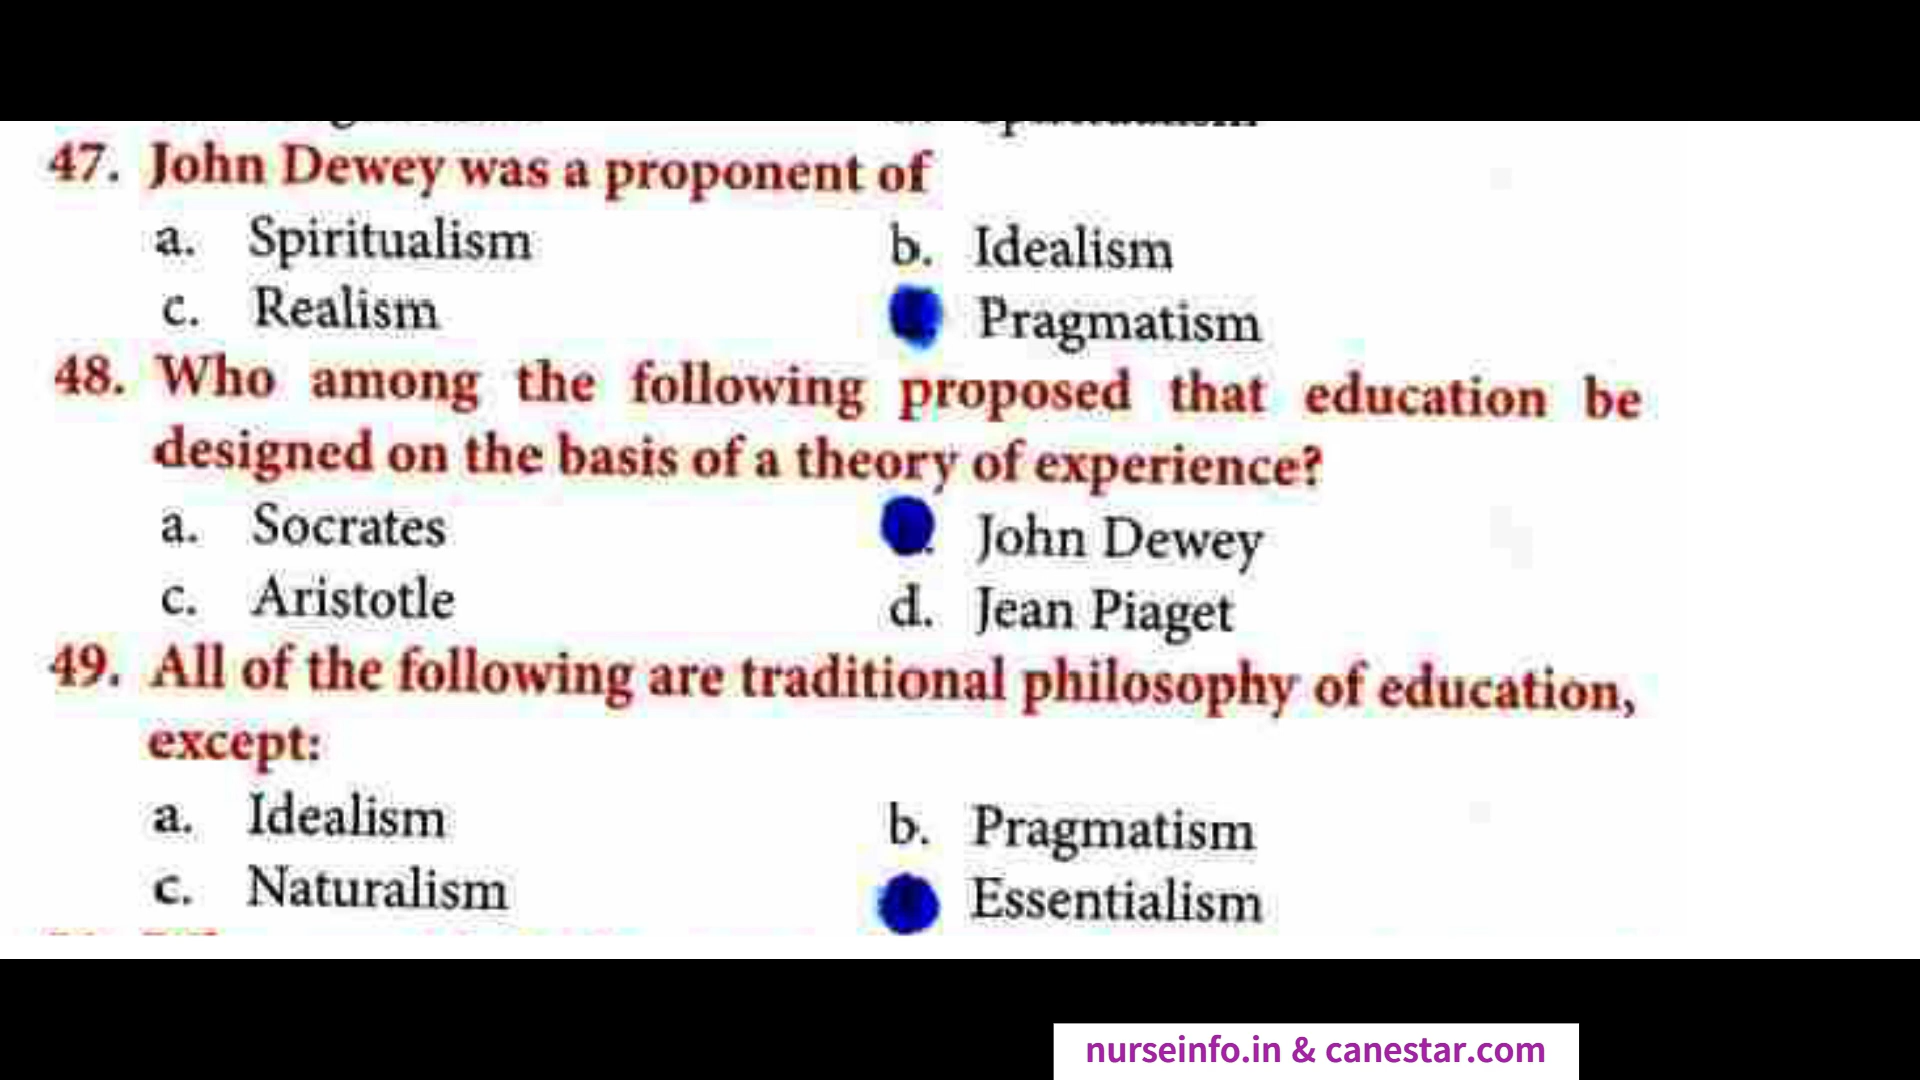 47. John Dewey was a proponent of
a. Spiritualism b. Idealism
c. Realism Pragmatism
48. Who among the following proposed that education be
designed on the basis of a theory of experience?
a. Socrates John Dewey
c. Aristotle d. Jean Piaget
49. All of the following are traditional philosophy of education,
except:
a. Idealism b. Pragmatism
c. Naturalism Essentialism
nurseinfo.in & canestar.com